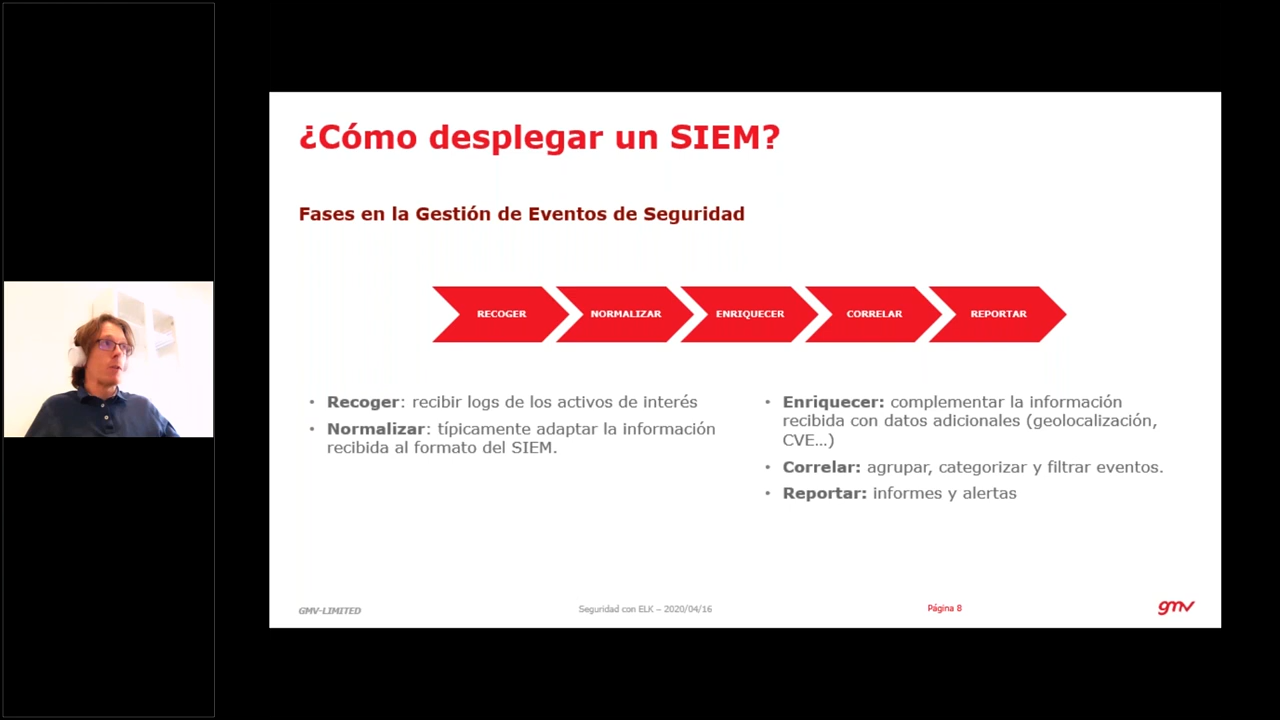 ¿Cómo desplegar un SIEM?
Fases en la Gestión de Eventos de Seguridad
RECOGER
NORMALIZAR
ENRIQUECER
CORRELAR
REPORTAR
• Recoger: recibir logs de los activos de interés
• Normalizar: típicamente adaptar la información
recibida al formato del SIEM.
• Enriquecer: complementar la información
recibida con datos adicionales (geolocalización,
CVE…)
• Correlar: agrupar, categorizar y filtrar eventos.
• Reportar: informes y alertas
GMV-LIMITED
Seguridad con ELK – 2020/04/16
Página 8
gmv